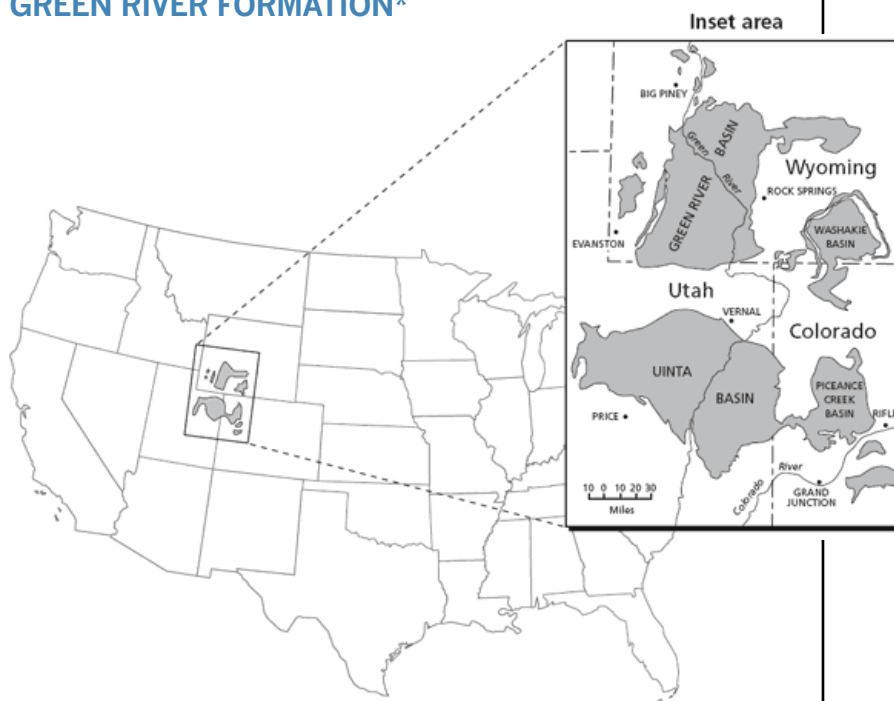 GREEN RIVER FORMATION*
Inset area
BIG PINEY
Green
River
BASIN
GREEN RIVER
Wyoming
ROCK SPRINGS
WASHAKIE
BASIN
EVANSTON
Utah
VERNAL
Colorado
UINTA
BASIN
PICEANCE
CREEK
BASIN
PRICE
RIFL
10 0 10 20 30
Miles
Colorado
River
GRAND
JUNCTION